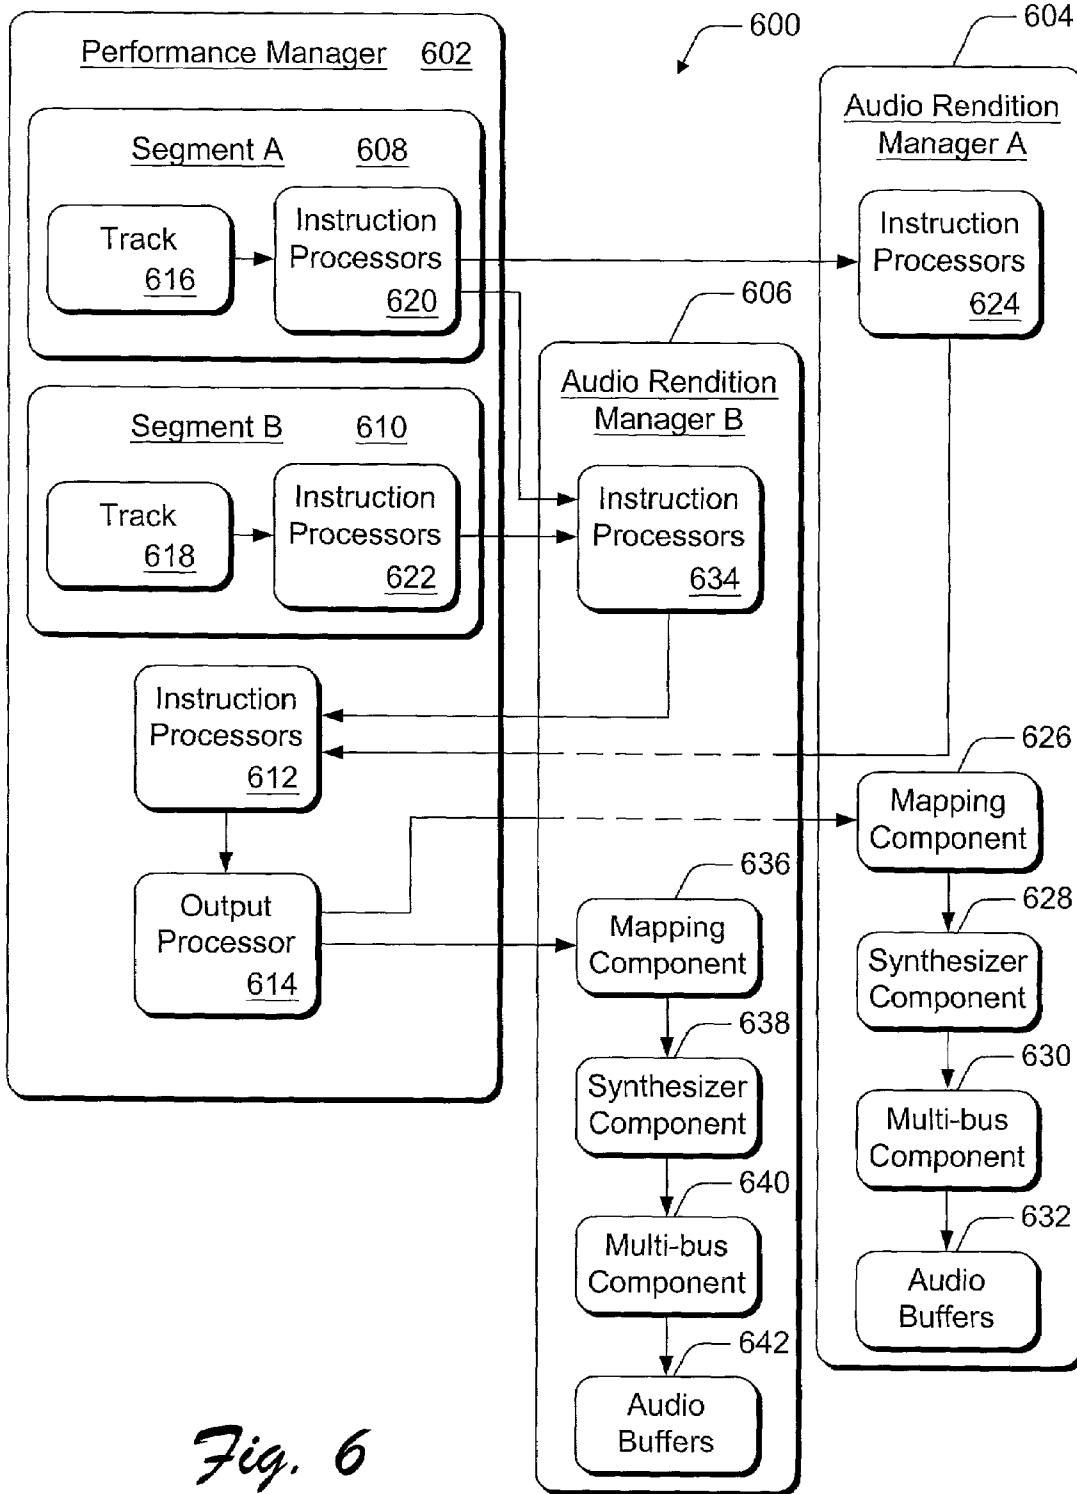 Performance Manager 602
600
604
Segment A 608
Track
616
Instruction
Processors
620
Audio Rendition
Manager A
Instruction
Processors
624
606
Segment B 610
Track
618
Instruction
Processors
622
Audio Rendition
Manager B
Instruction
Processors
634
Instruction
Processors
612
Output
Processor
614
626
Mapping
Component
628
Synthesizer
Component
630
Multi-bus
Component
632
Audio
Buffers
636
Mapping
Component
638
Synthesizer
Component
640
Multi-bus
Component
642
Audio
Buffers
Fig. 6